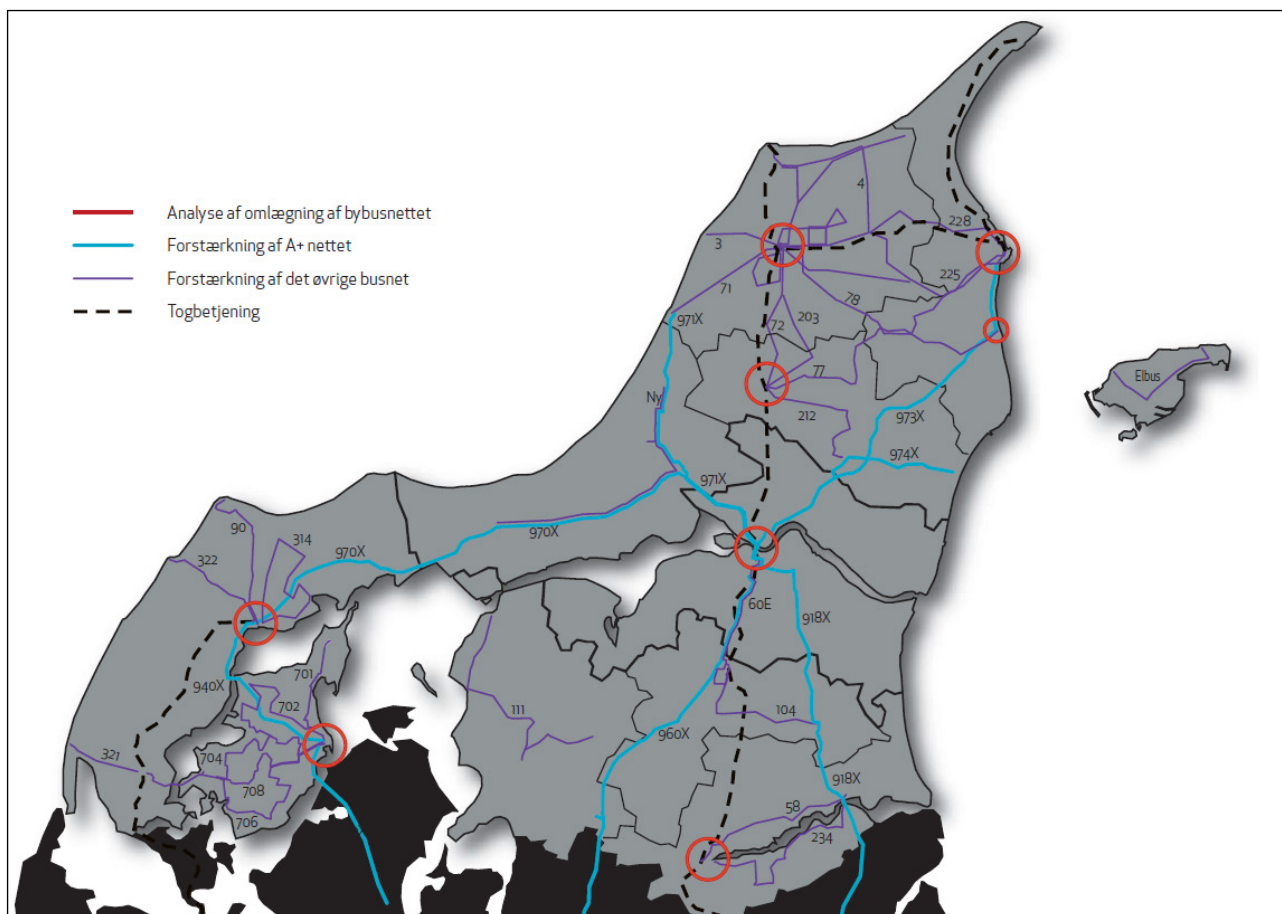 Analyse af omlægning af bybusnettet
Forstærkning af A+ nettet
Forstærkning af det øvrige busnet
Togbetjening
4
228
3
225
71
78
971X
72
203
77
Elbus
Ny
212
973X
974X
971X
970X
90
314
970X
322
60E
918X
701
940X
702
111
104
960X
321
704
708
918X
58
706
234